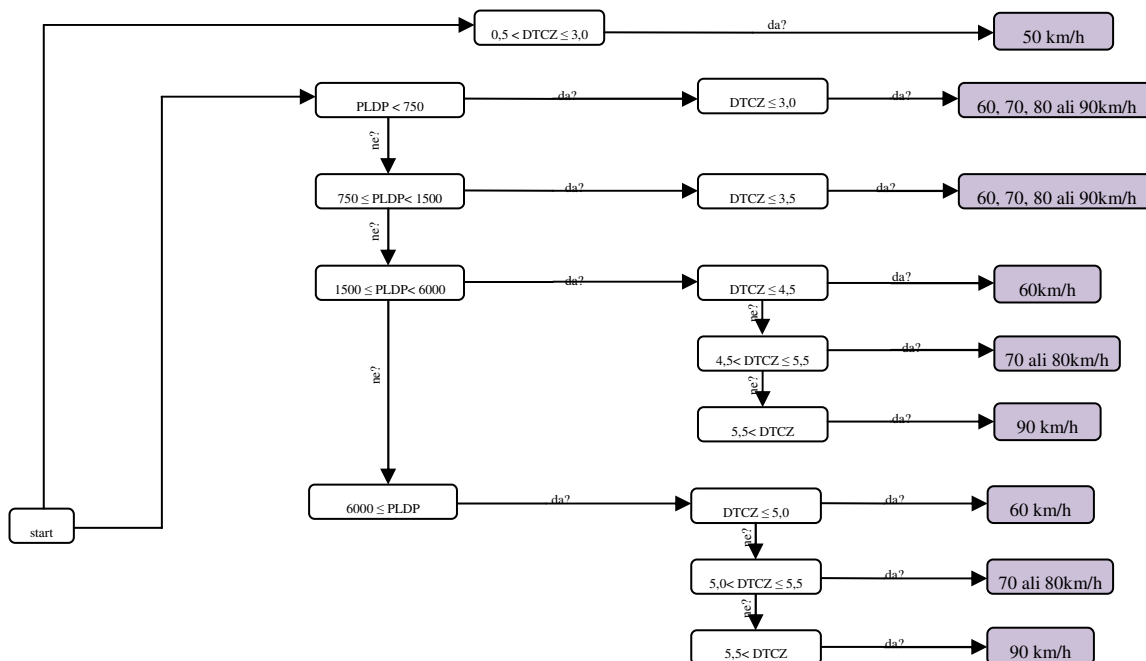 0,5 < DTCZ ≤ 3,0
da?
50 km/h
PLDP < 750
da?
DTCZ ≤ 3,0
da?
60, 70, 80 ali 90km/h
ne?
750 ≤ PLDP< 1500
da?
DTCZ ≤ 3,5
da?
60, 70, 80 ali 90km/h
ne?
1500 ≤ PLDP< 6000
da?
DTCZ ≤ 4,5
da?
60km/h
ne?
4,5< DTCZ ≤ 5,5
da?
70 ali 80km/h
ne?
ne?
5,5< DTCZ
90 km/h
da?
6000 ≤ PLDP
da?
DTCZ ≤ 5,0
da?
60 km/h
start
ne?
5,0< DTCZ ≤ 5,5
da?
70 ali 80km/h
ne?
5,5< DTCZ
da?
90 km/h